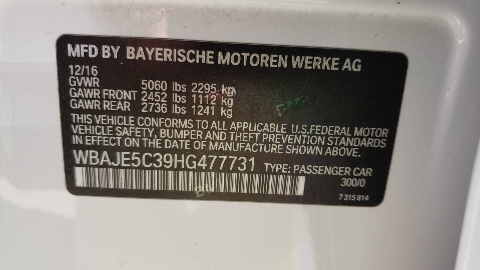 MFD BY BAYERISCHE MOTOREN WERKE AG
12/16
GVWR 5060 lbs 2295 kg
GAWR FRONT 2452 lbs 1112 kg
GAWR REAR 2736 lbs 1241 kg
THIS VEHICLE CONFORMS TO ALL APPLICABLE U.S.FEDERAL MOTOR
VEHICLE SAFETY, BUMPER AND THEFT PREVENTION STANDARDS
IN EFFECT ON THE DATE OF MANUFACTURE SHOWN ABOVE.
WBAJE5C39HG477731 TYPE: PASSENGER CAR
300/0
7 315 814